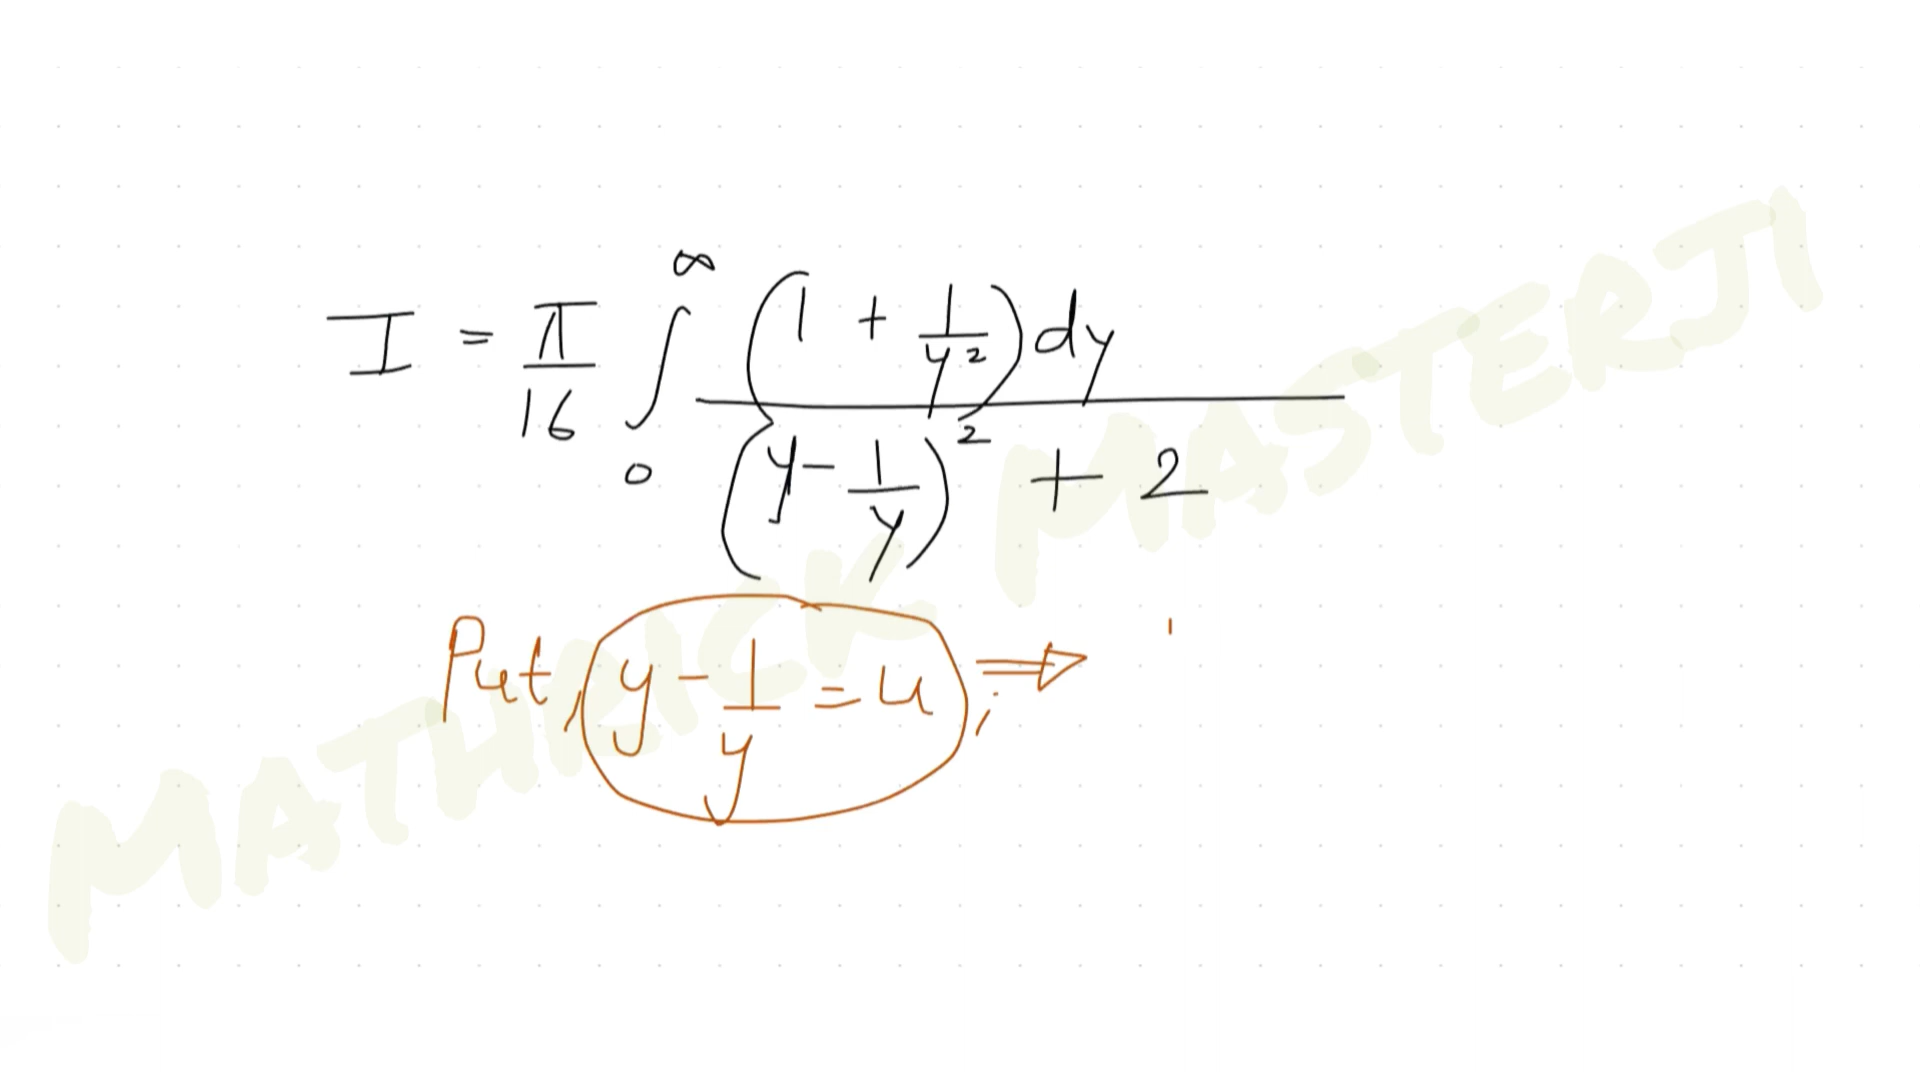 I = π/16 ∫₀^∞ (1 + 1/y²)dy / ((y - 1/y)² + 2)
Put, y - 1/y = u, ⇒
MATHRICK MASTERJI